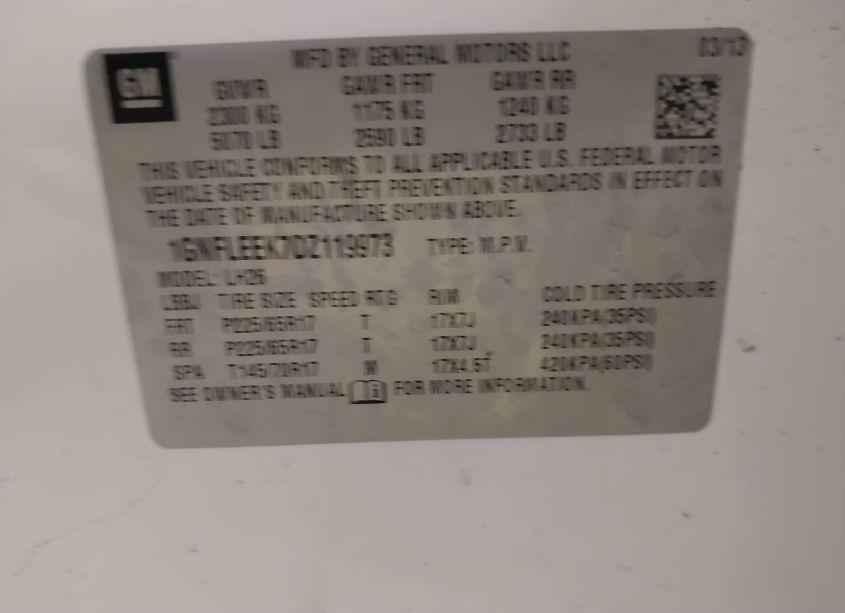 GM MFD BY GENERAL MOTORS LLC 03/13
GVWR GAWR FRT GAWR RR
2300 KG 1175 KG 1240 KG
5070 LB 2590 LB 2733 LB
THIS VEHICLE CONFORMS TO ALL APPLICABLE U.S. FEDERAL MOTOR
VEHICLE SAFETY AND THEFT PREVENTION STANDARDS IN EFFECT ON
THE DATE OF MANUFACTURE SHOWN ABOVE.
1GNFLEEK7DZ119973 TYPE: M.P.V.
MODEL: LH26
TIRE SIZE SPEED RTG RIM COLD TIRE PRESSURE
FRT P225/65R17 T 17X7J 240KPA(35PSI)
RR P225/65R17 T 17X7J 240KPA(35PSI)
SPA T145/70R17 M 17X4.5T 420KPA(60PSI)
SEE OWNER'S MANUAL FOR MORE INFORMATION.